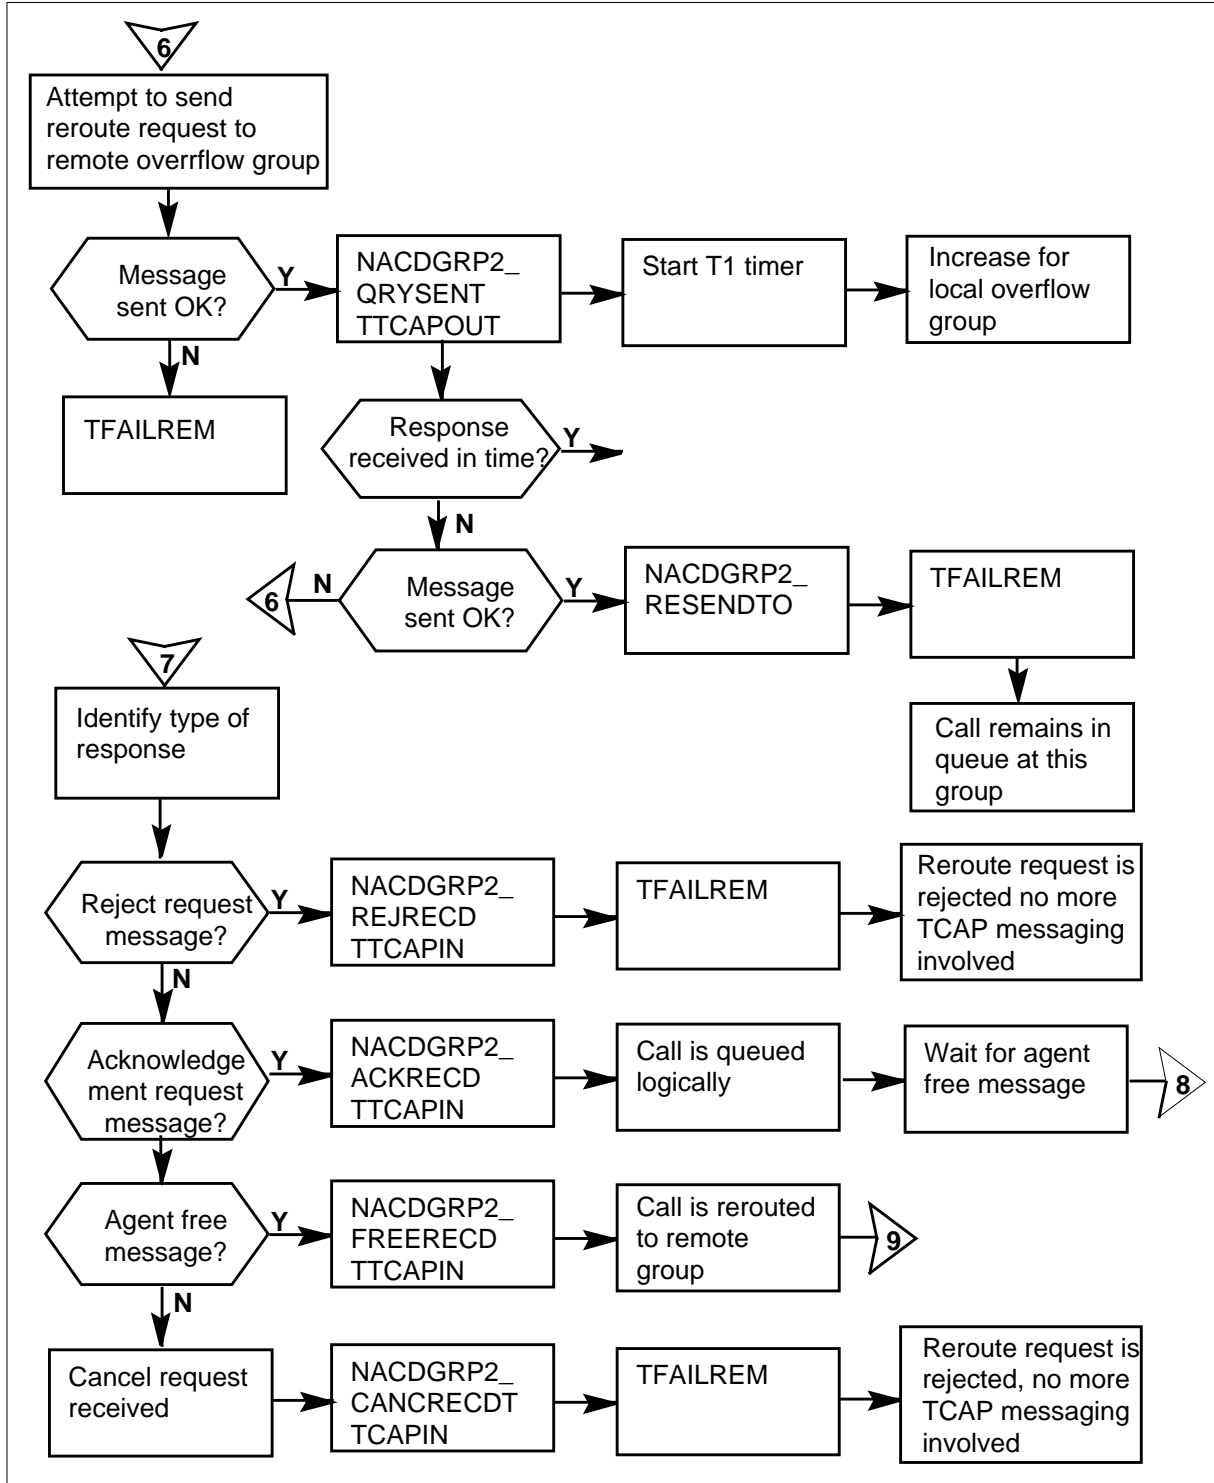 6
Attempt to send
reroute request to
remote overrflow group
Message
sent OK?
Y
NACDGRP2_
QRYSENT
TTCAPOUT
Start T1 timer
Increase for
local overflow
group
N
TFAILREM
Response
received in time?
Y
N
Message
sent OK?
N
6
Y
NACDGRP2_
RESENDTO
TFAILREM
Call remains in
queue at this
group
7
Identify type of
response
Reject request
message?
Y
NACDGRP2_
REJRECD
TTCAPIN
TFAILREM
Reroute request is
rejected no more
TCAP messaging
involved
N
Acknowledge
ment request
message?
Y
NACDGRP2_
ACKRECD
TTCAPIN
Call is queued
logically
Wait for agent
free message
8
Agent free
message?
Y
NACDGRP2_
FREERECD
TTCAPIN
Call is rerouted
to remote
group
9
N
Cancel request
received
NACDGRP2_
CANCRECDT
TCAPIN
TFAILREM
Reroute request is
rejected, no more
TCAP messaging
involved